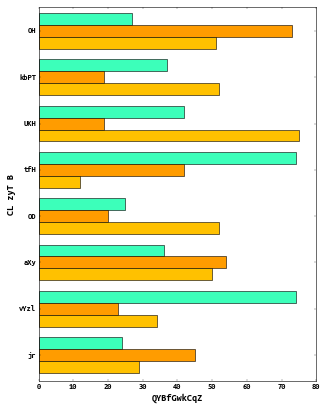 OH
kbPT
UKH
tfH
OD
aXy
vYzl
jr
CL zyT B
0 10 20 30 40 50 60 70 80
QYBfGwkCqZ